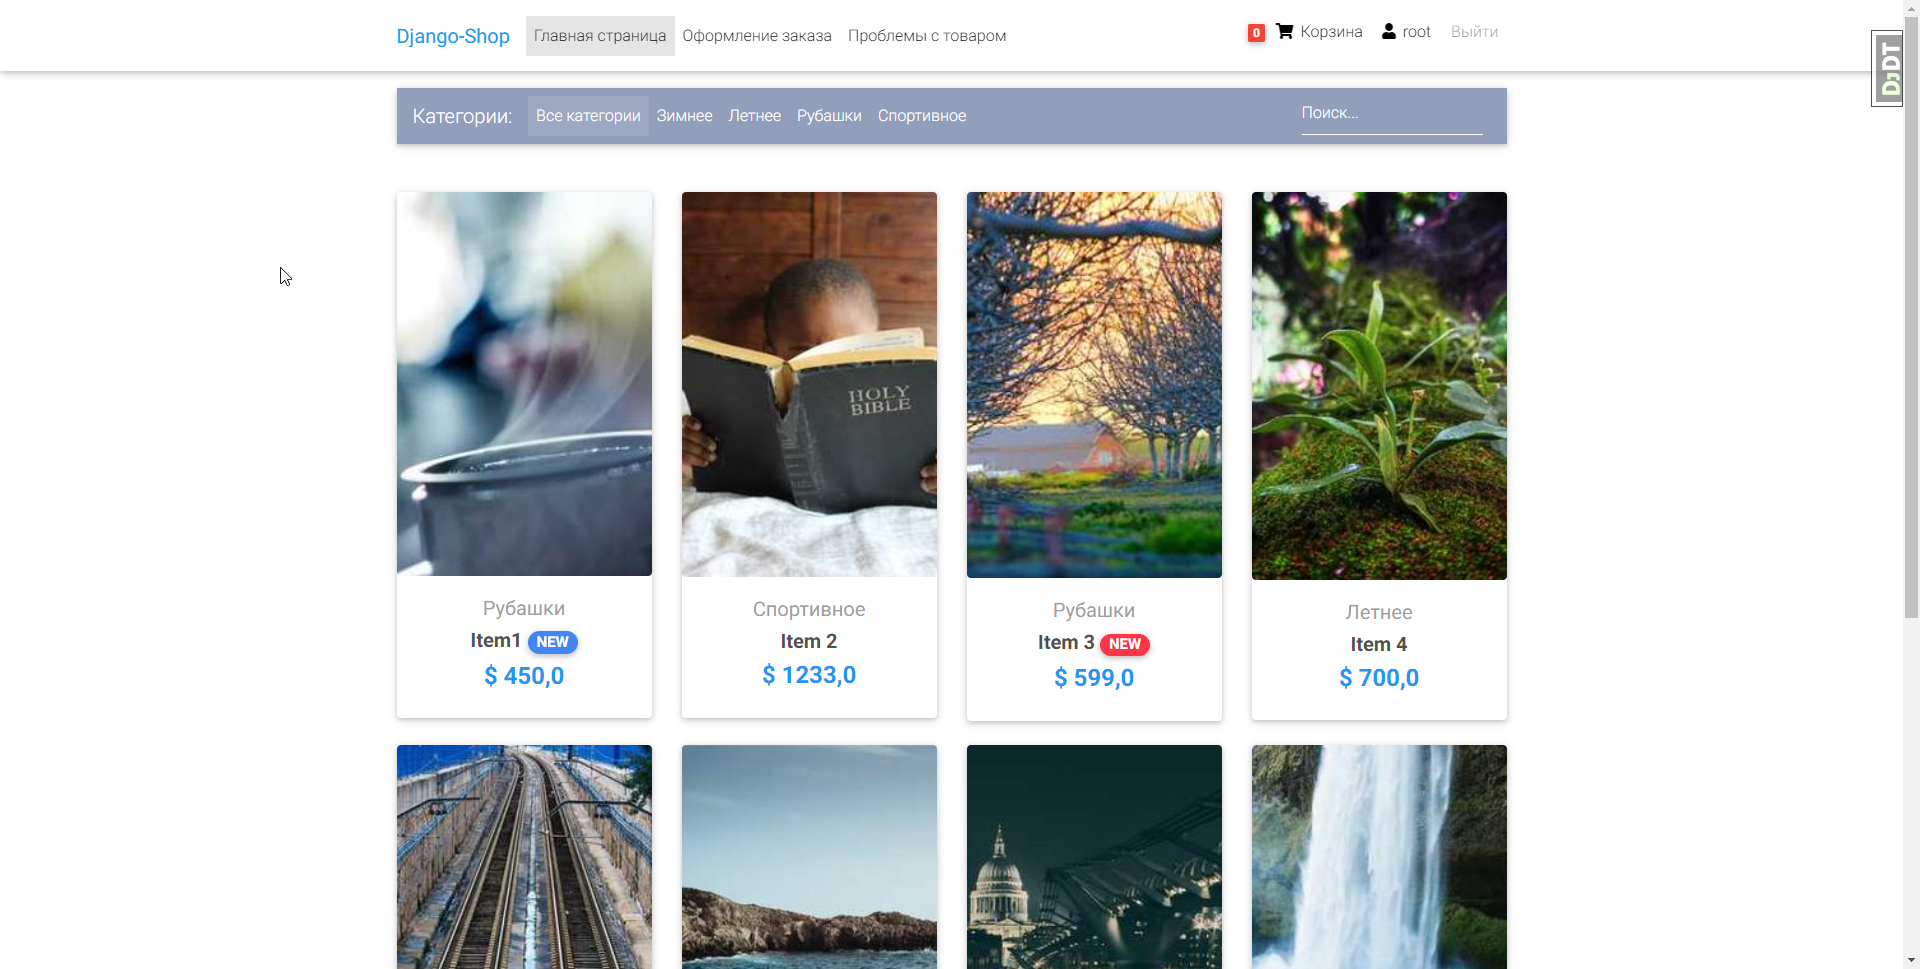 Django-Shop Главная страница Оформление заказа Проблемы с товаром 0 Корзина root Выйти
DJDT
Категории: Все категории Зимнее Летнее Рубашки Спортивное Поиск...
HOLY
BIBLE
Рубашки
Item1 NEW
$ 450,0
Спортивное
Item 2
$ 1233,0
Рубашки
Item 3 NEW
$ 599,0
Летнее
Item 4
$ 700,0